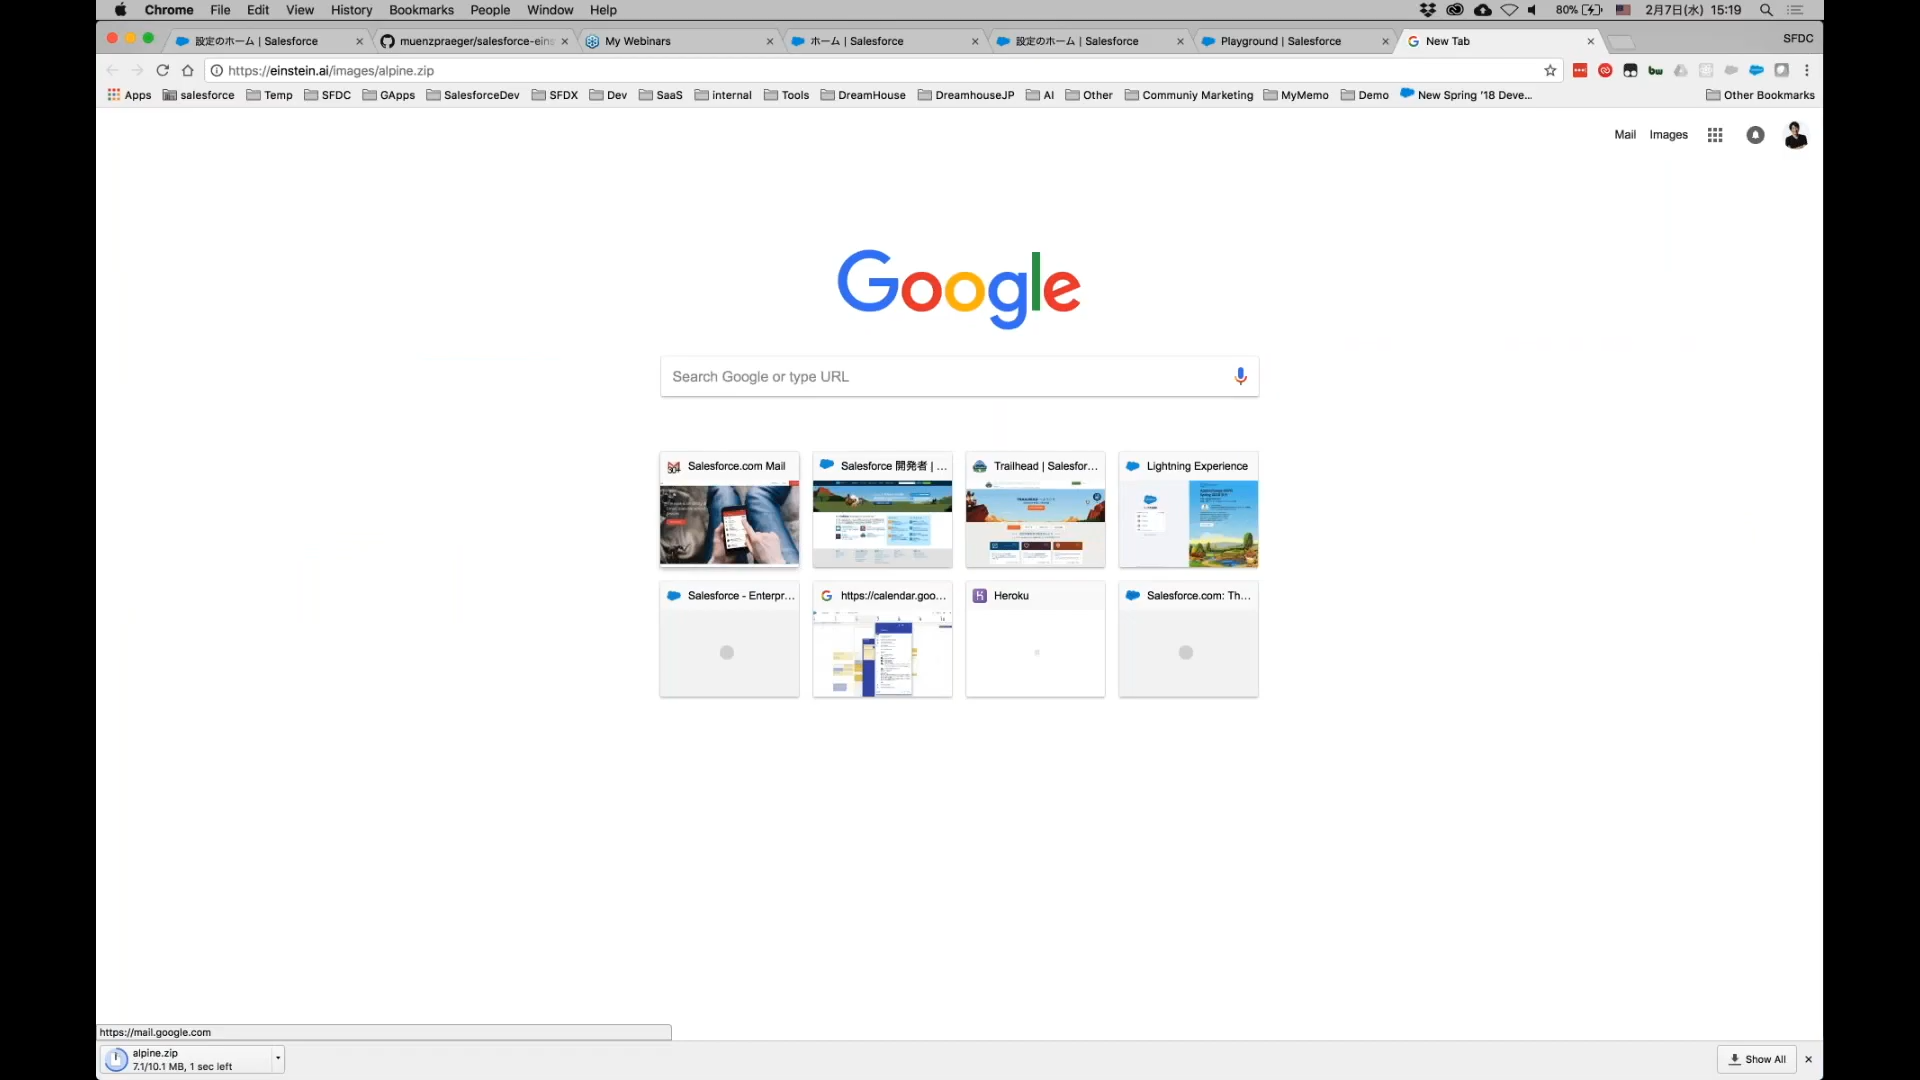 Chrome File Edit View History Bookmarks People Window Help 80% 2月7日(水) 15:19
設定のホーム | Salesforce muenzpraeger/salesforce-eins My Webinars ホーム | Salesforce 設定のホーム | Salesforce Playground | Salesforce New Tab SFDC
https://einstein.ai/images/alpine.zip
Apps salesforce Temp SFDC GApps SalesforceDev SFDX Dev SaaS internal Tools DreamHouse DreamhouseJP AI Other Communiy Marketing MyMemo Demo New Spring '18 Deve... Other Bookmarks
Mail Images
Google
Search Google or type URL
Salesforce.com Mail Salesforce 開発者 | ... Trailhead | Salesfor... Lightning Experience
Salesforce - Enterpr... https://calendar.goo... Heroku Salesforce.com: Th...
https://mail.google.com
alpine.zip
7.1/10.1 MB, 1 sec left
Show All